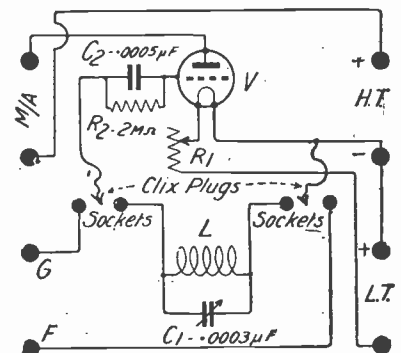 C2-·0005µF
V
+
H.T.
M/A
R2·2MΩ
R1
-
Clix Plugs
Sockets
L
Sockets
+
G
L.T.
F
C1-·0003µF